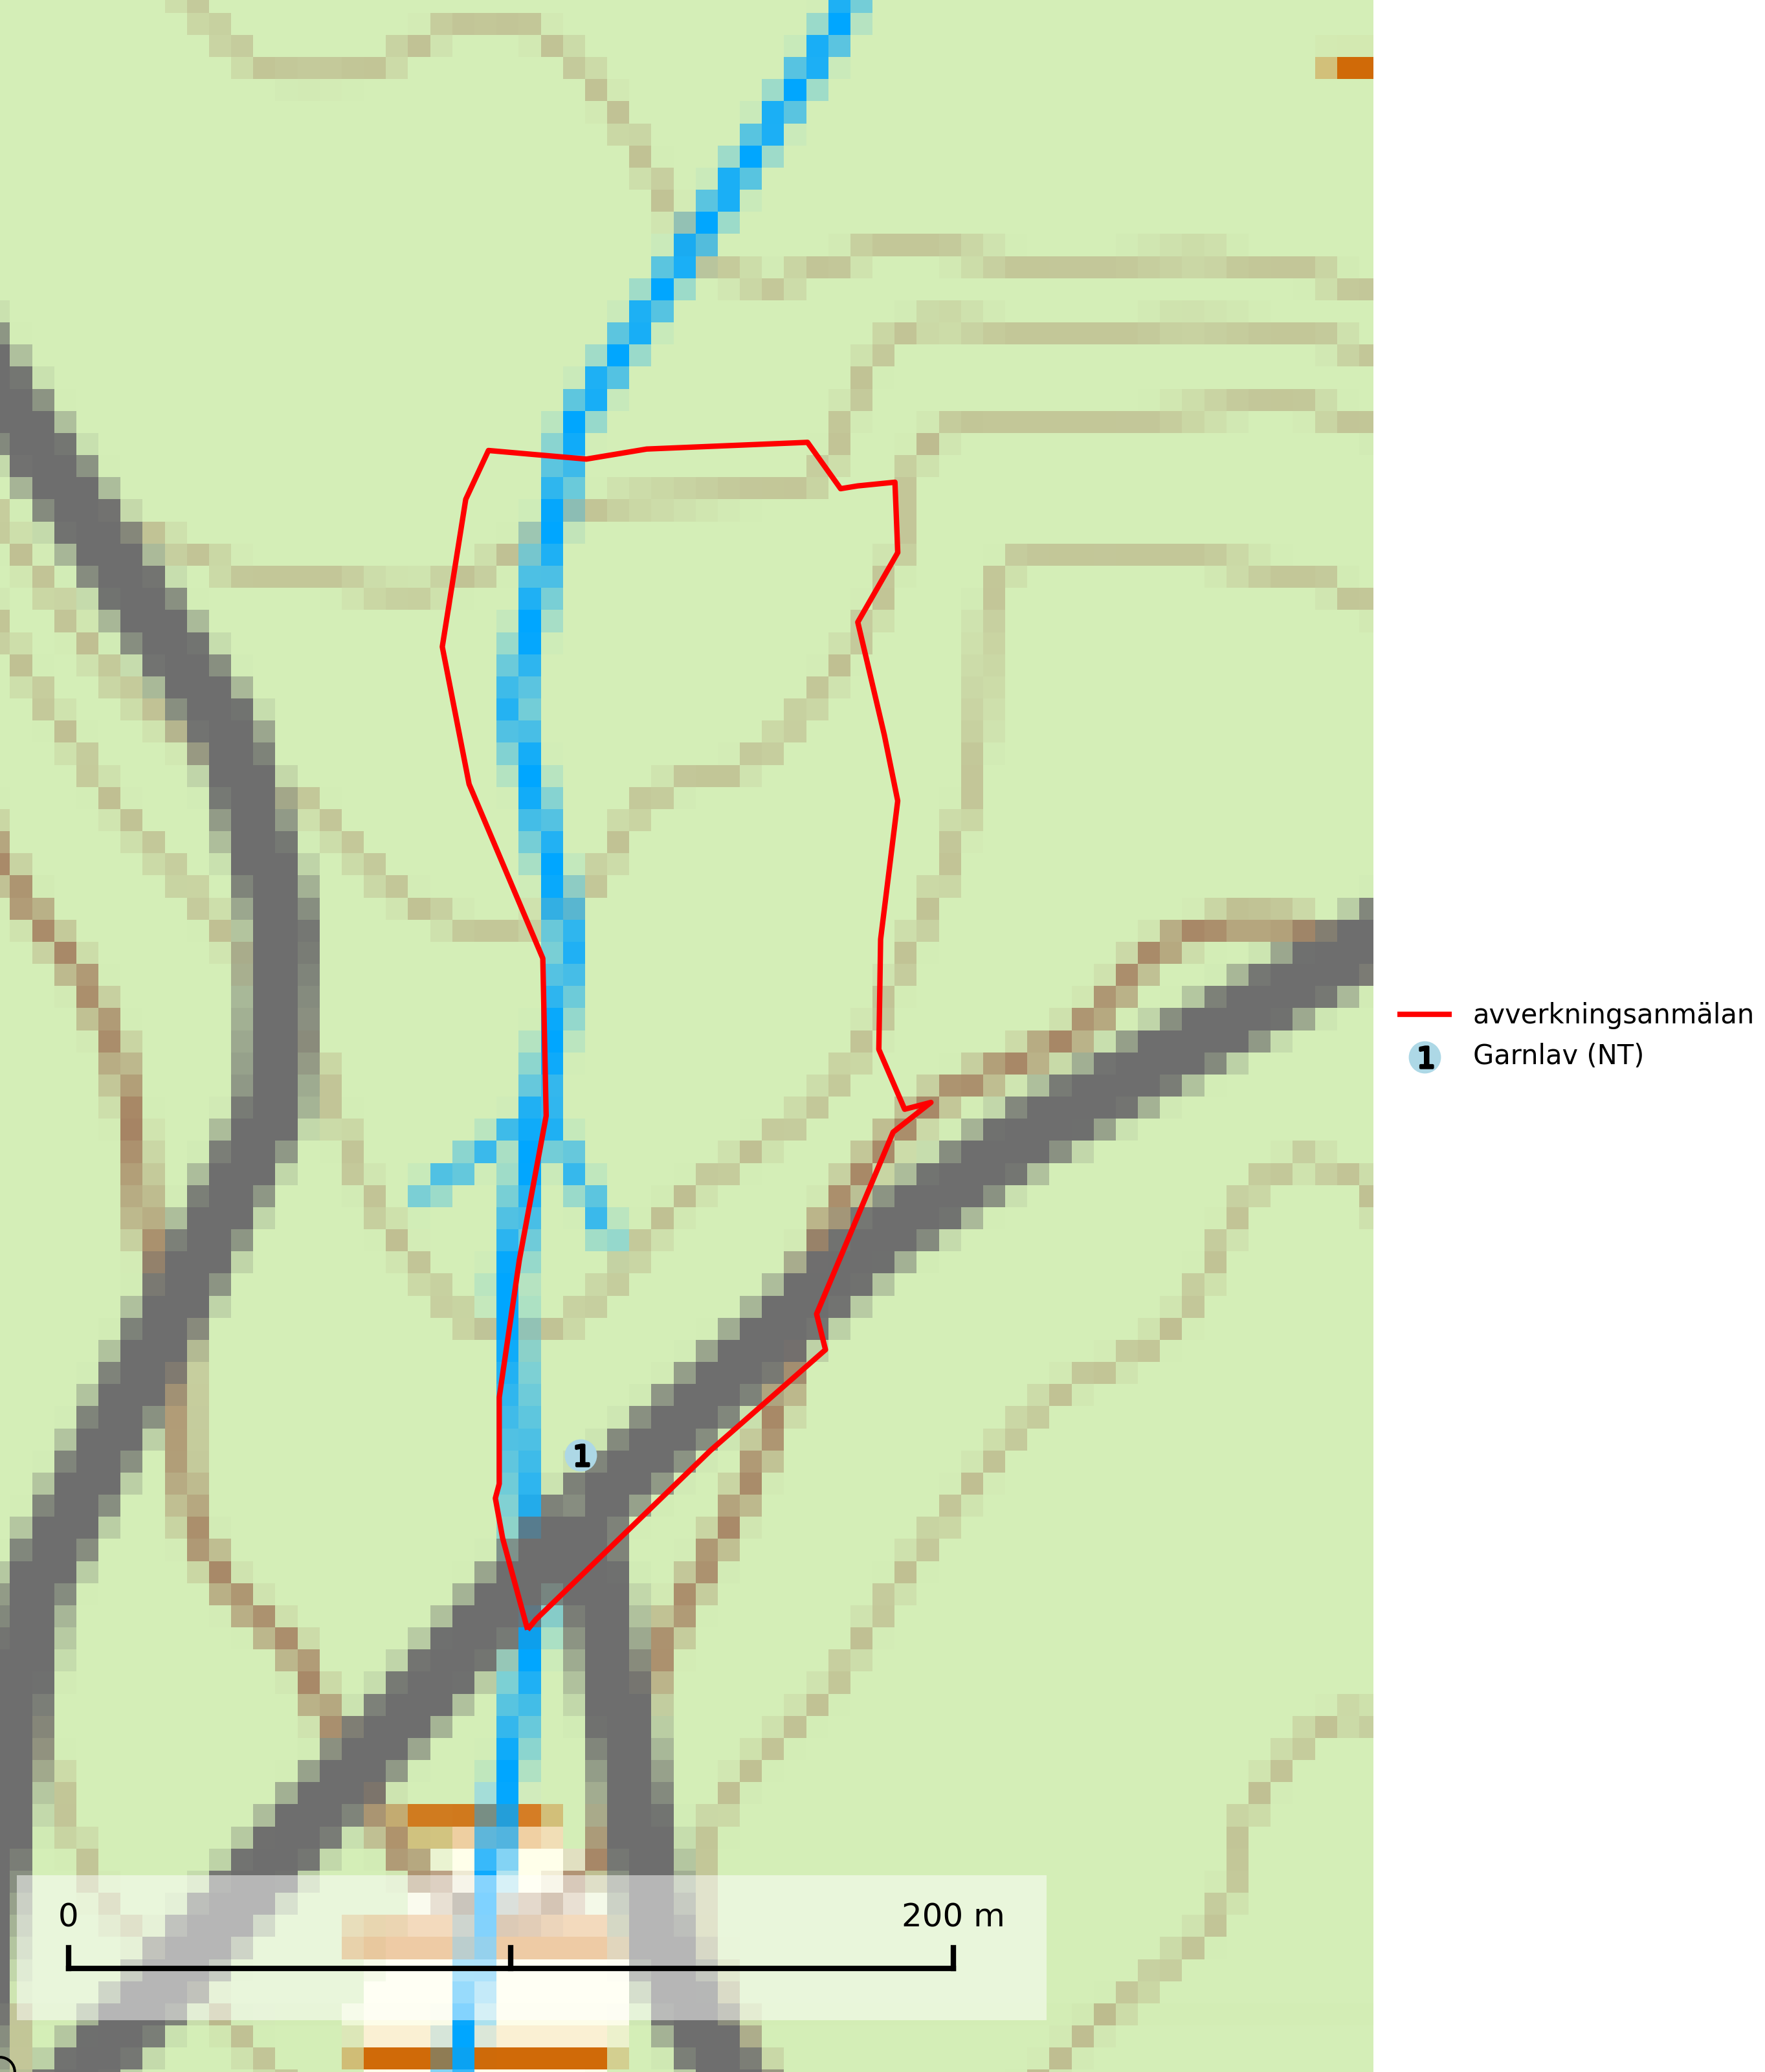 avverkningsanmälan
1 Garnlav (NT)
1
0 200 m